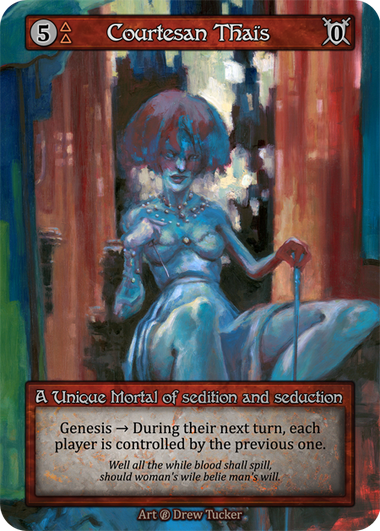 5 Courtesan Thaïs 0
A Unique Mortal of sedition and seduction
Genesis → During their next turn, each
player is controlled by the previous one.
Well all the while blood shall spill,
should woman's wile belie man's will.
Art @ Drew Tucker